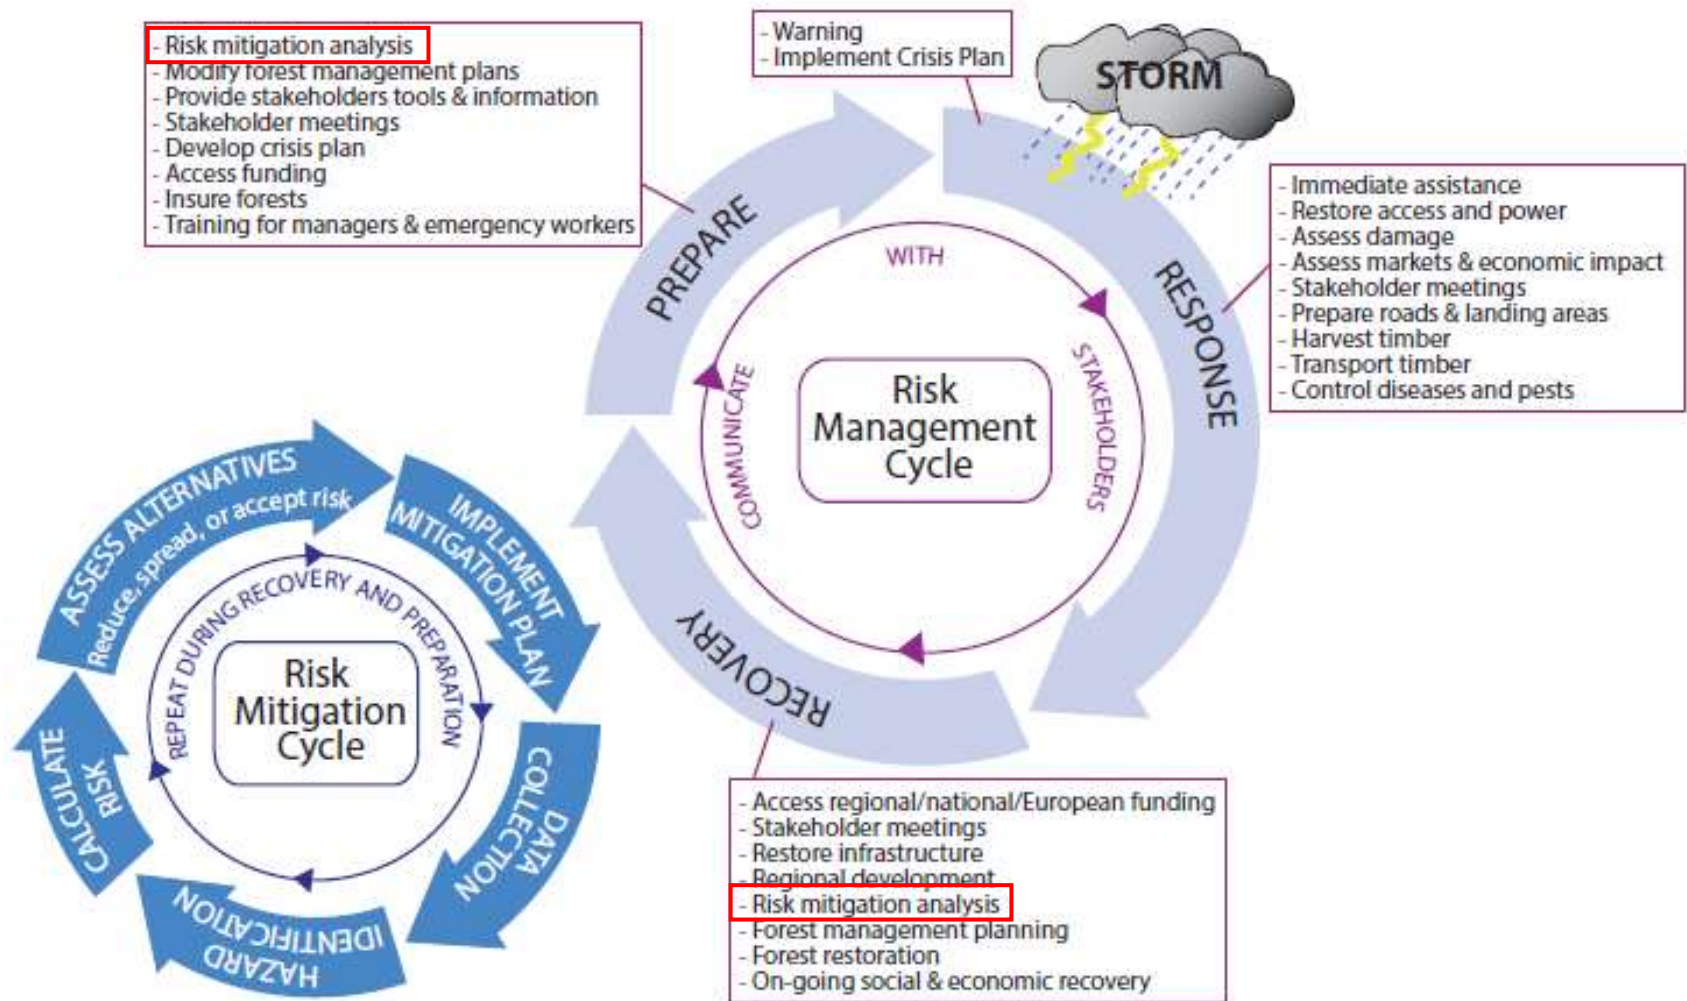 - Risk mitigation analysis
- Modify forest management plans
- Provide stakeholders tools & information
- Stakeholder meetings
- Develop crisis plan
- Access funding
- Insure forests
- Training for managers & emergency workers
- Warning
- Implement Crisis Plan
STORM
- Immediate assistance
- Restore access and power
- Assess damage
- Assess markets & economic impact
- Stakeholder meetings
- Prepare roads & landing areas
- Harvest timber
- Transport timber
- Control diseases and pests
PREPARE
RESPONSE
RECOVERY
COMMUNICATE
WITH
STAKEHOLDERS
Risk
Management
Cycle
ASSESS ALTERNATIVES
Reduce, spread, or accept risk
IMPLEMENT
MITIGATION PLAN
DATA
COLLECTION
HAZARD
IDENTIFICATION
CALCULATE
RISK
REPEAT DURING RECOVERY AND PREPARATION
Risk
Mitigation
Cycle
- Access regional/national/European funding
- Stakeholder meetings
- Restore infrastructure
- Regional development
- Risk mitigation analysis
- Forest management planning
- Forest restoration
- On-going social & economic recovery